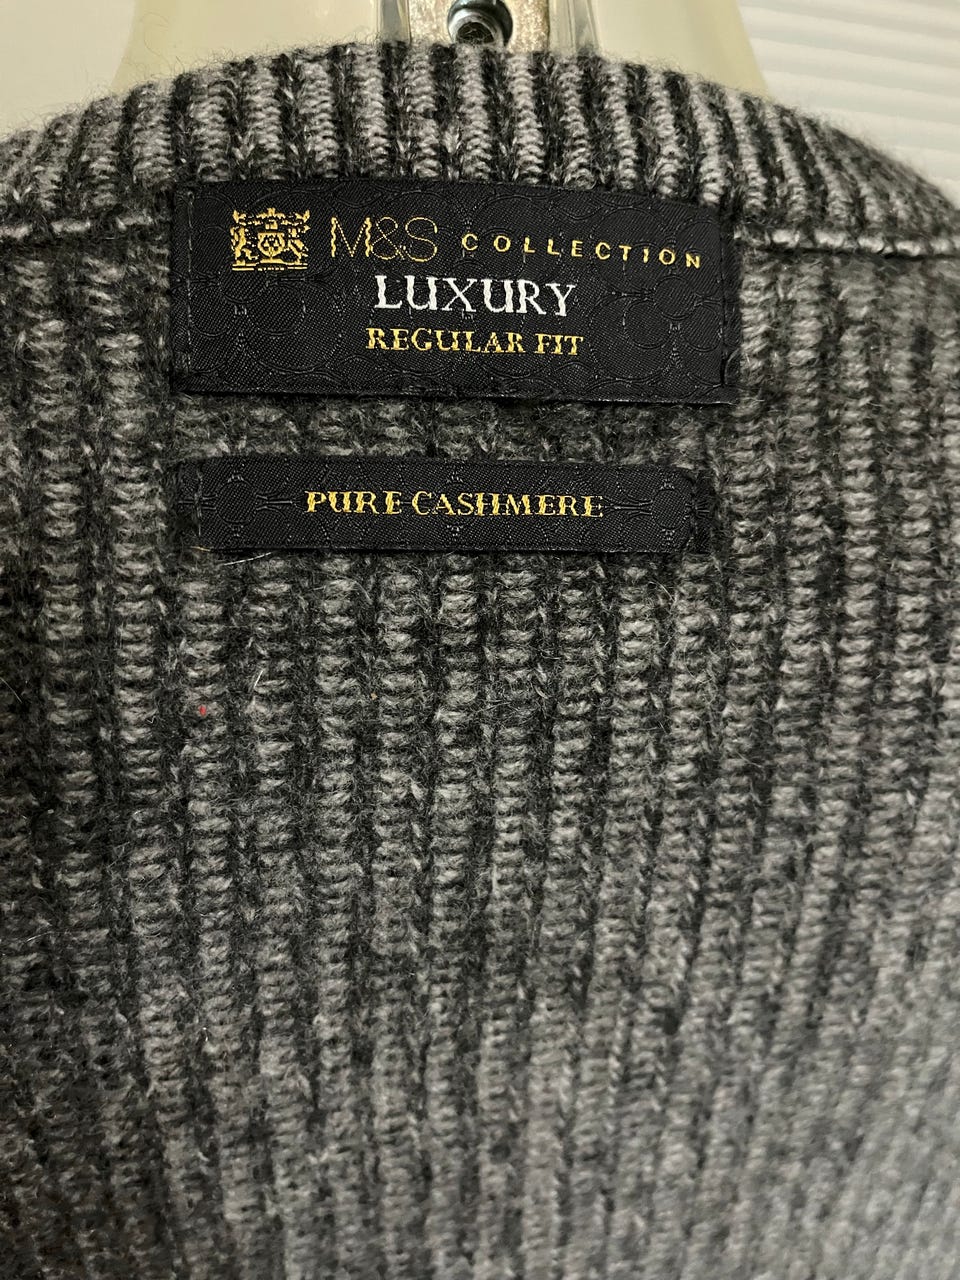 M&S COLLECTION
LUXURY
REGULAR FIT
PURE CASHMERE